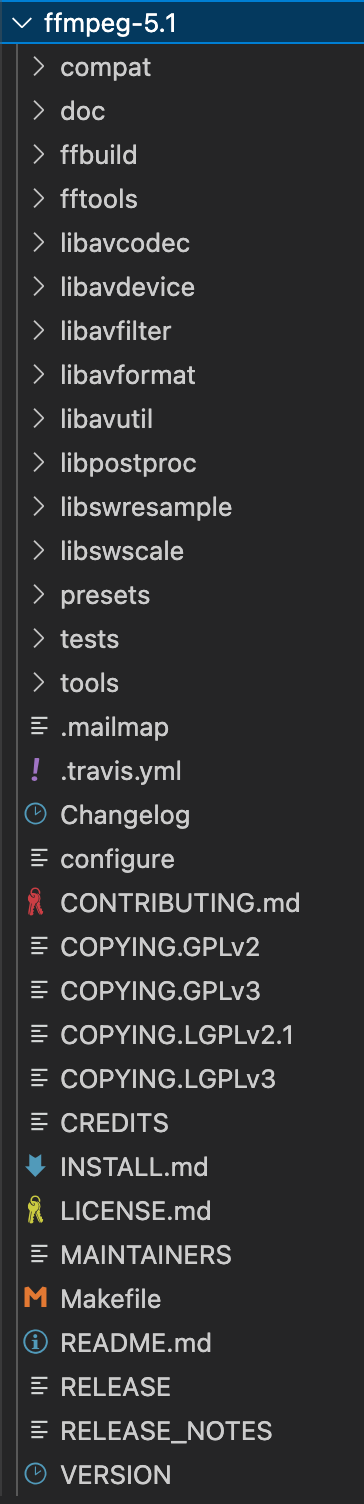 ffmpeg-5.1
compat
doc
ffbuild
fftools
libavcodec
libavdevice
libavfilter
libavformat
libavutil
libpostproc
libswresample
libswscale
presets
tests
tools
.mailmap
.travis.yml
Changelog
configure
CONTRIBUTING.md
COPYING.GPLv2
COPYING.GPLv3
COPYING.LGPLv2.1
COPYING.LGPLv3
CREDITS
INSTALL.md
LICENSE.md
MAINTAINERS
Makefile
README.md
RELEASE
RELEASE_NOTES
VERSION